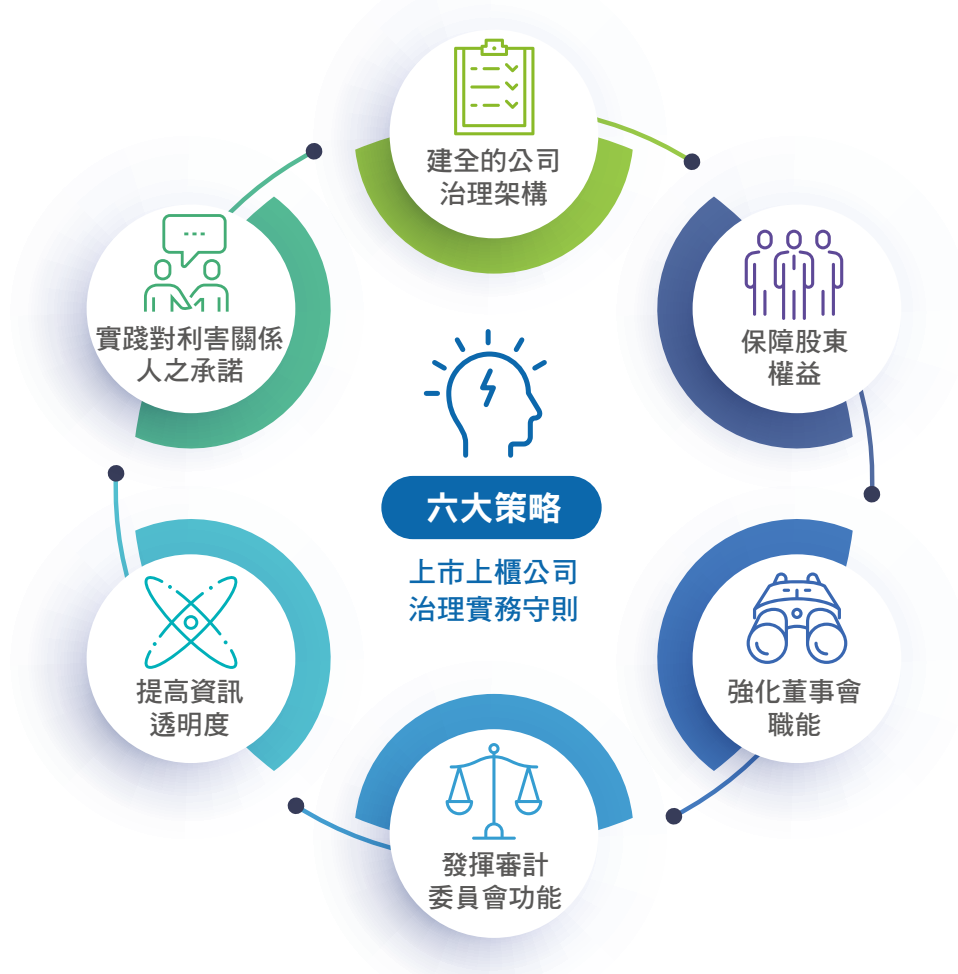 建全的公司
治理架構
保障股東
權益
強化董事會
職能
發揮審計
委員會功能
提高資訊
透明度
實踐對利害關係
人之承諾
六大策略
上市上櫃公司
治理實務守則